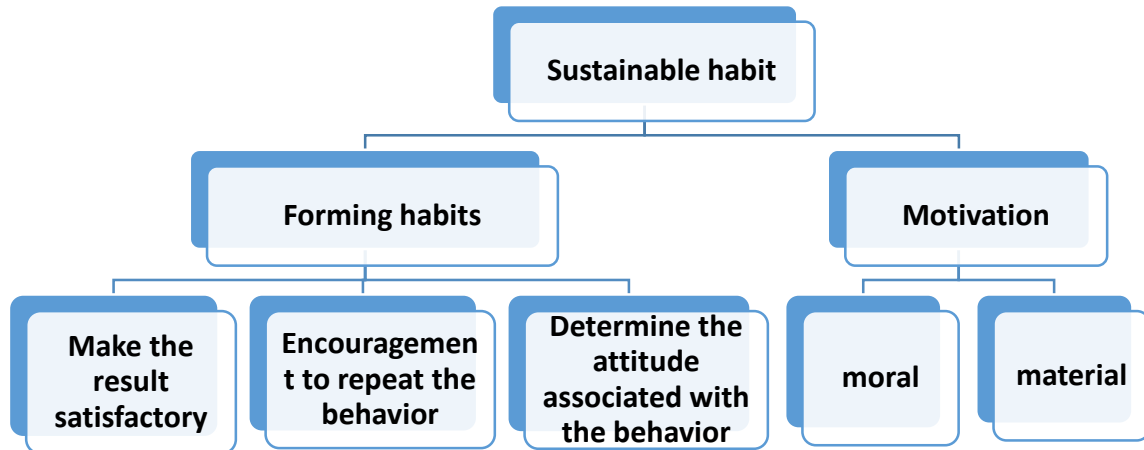 Sustainable habit
Forming habits
Motivation
Make the
result
satisfactory
Encouragemen
t to repeat the
behavior
Determine the
attitude
associated with
the behavior
moral
material